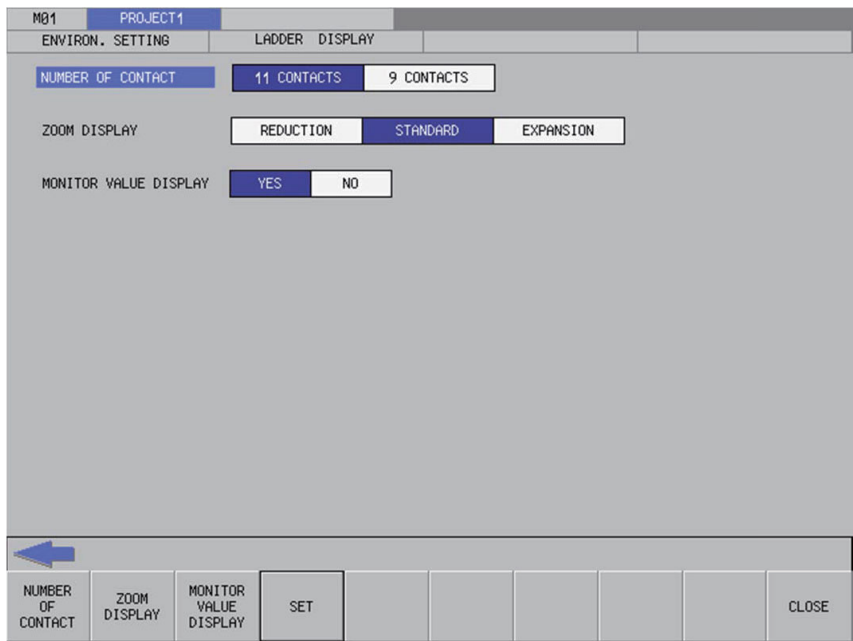 M01 PROJECT1
ENVIRON. SETTING LADDER DISPLAY
NUMBER OF CONTACT 11 CONTACTS 9 CONTACTS
ZOOM DISPLAY REDUCTION STANDARD EXPANSION
MONITOR VALUE DISPLAY YES NO
NUMBER
OF
CONTACT
ZOOM
DISPLAY
MONITOR
VALUE
DISPLAY
SET
CLOSE